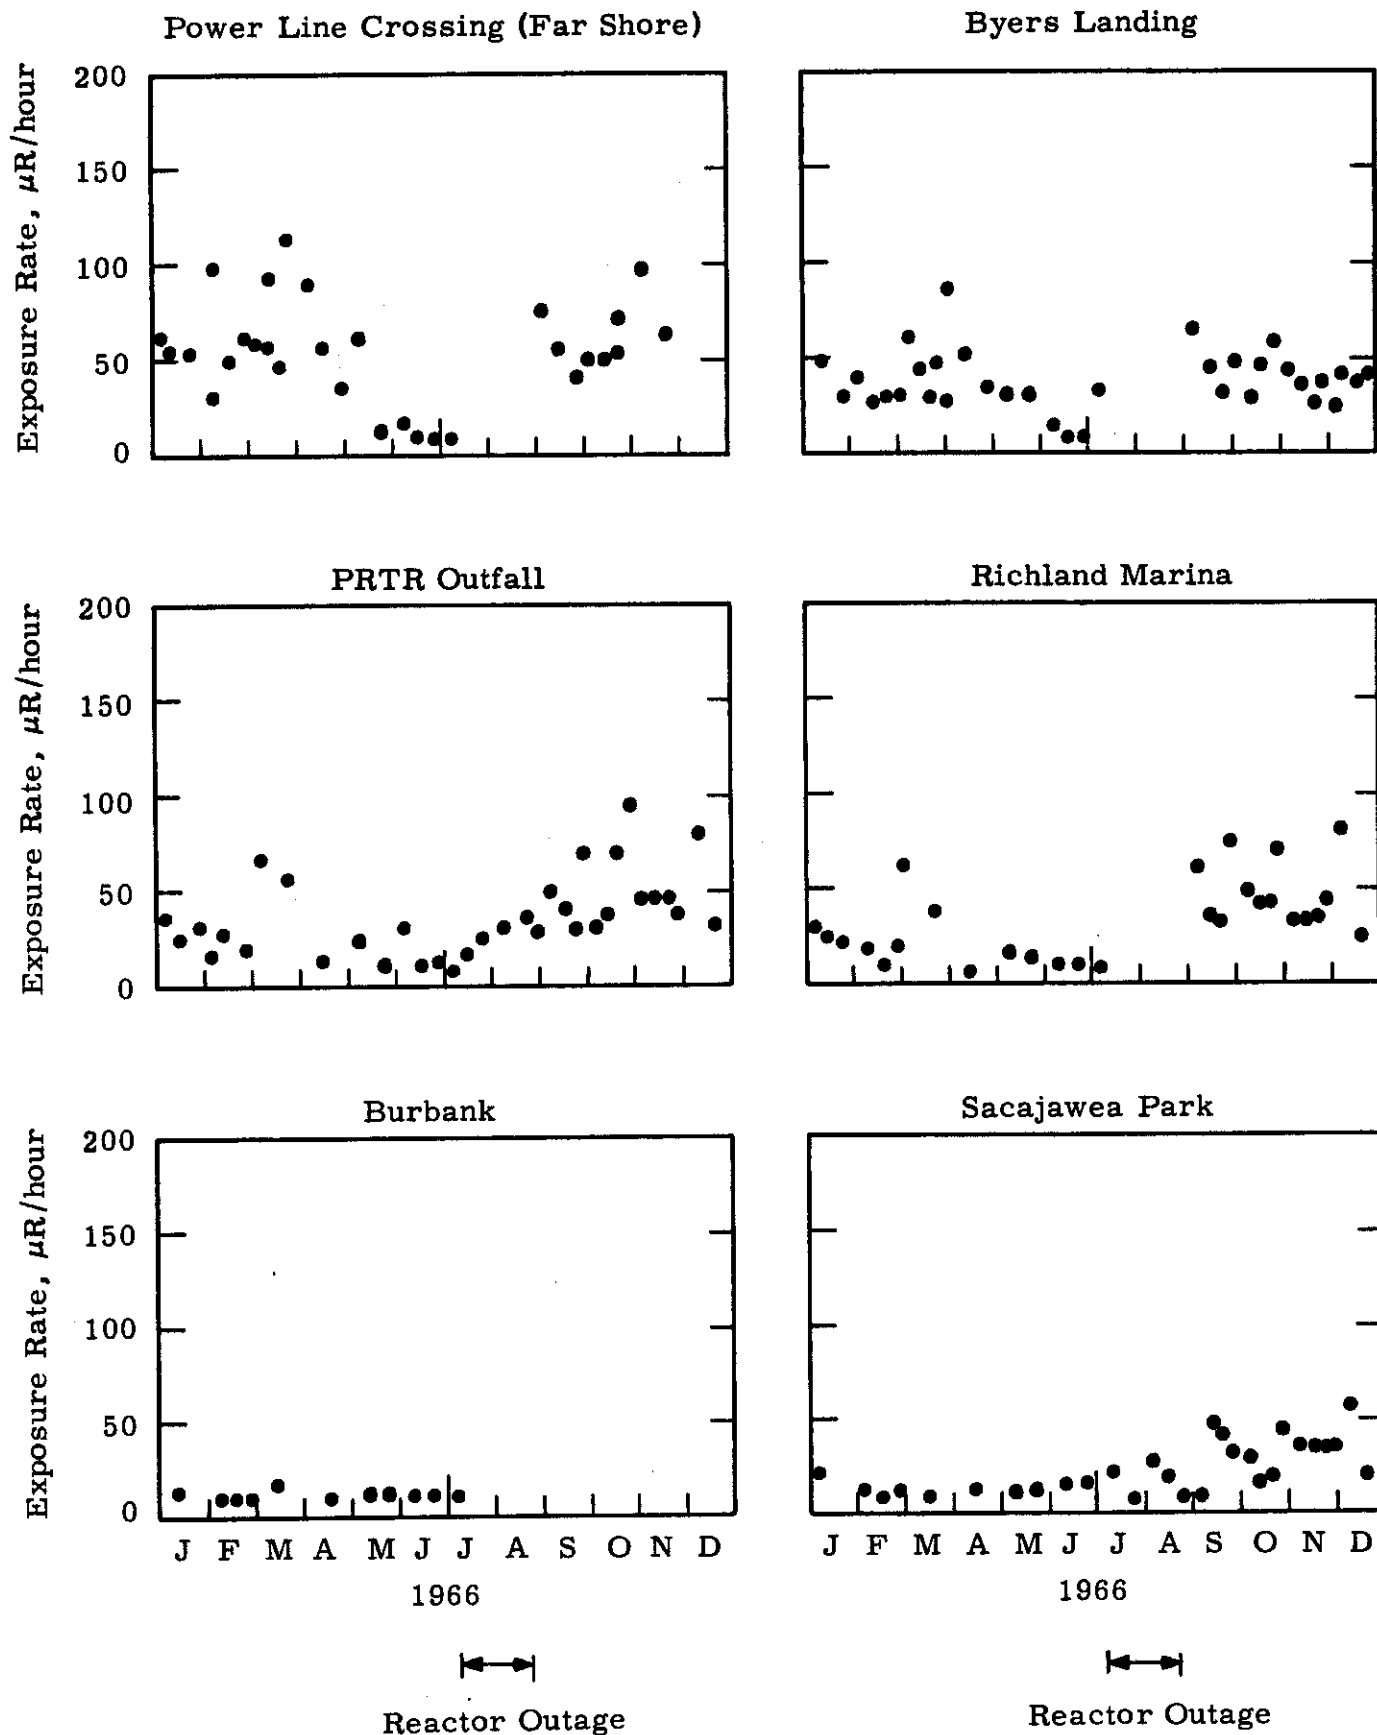 Power Line Crossing (Far Shore)
Byers Landing
Exposure Rate, μR/hour
200
150
100
50
0
PRTR Outfall
Richland Marina
Exposure Rate, μR/hour
200
150
100
50
0
Burbank
Sacajawea Park
Exposure Rate, μR/hour
200
150
100
50
0
J F M A M J J A S O N D
J F M A M J J A S O N D
1966
1966
Reactor Outage
Reactor Outage